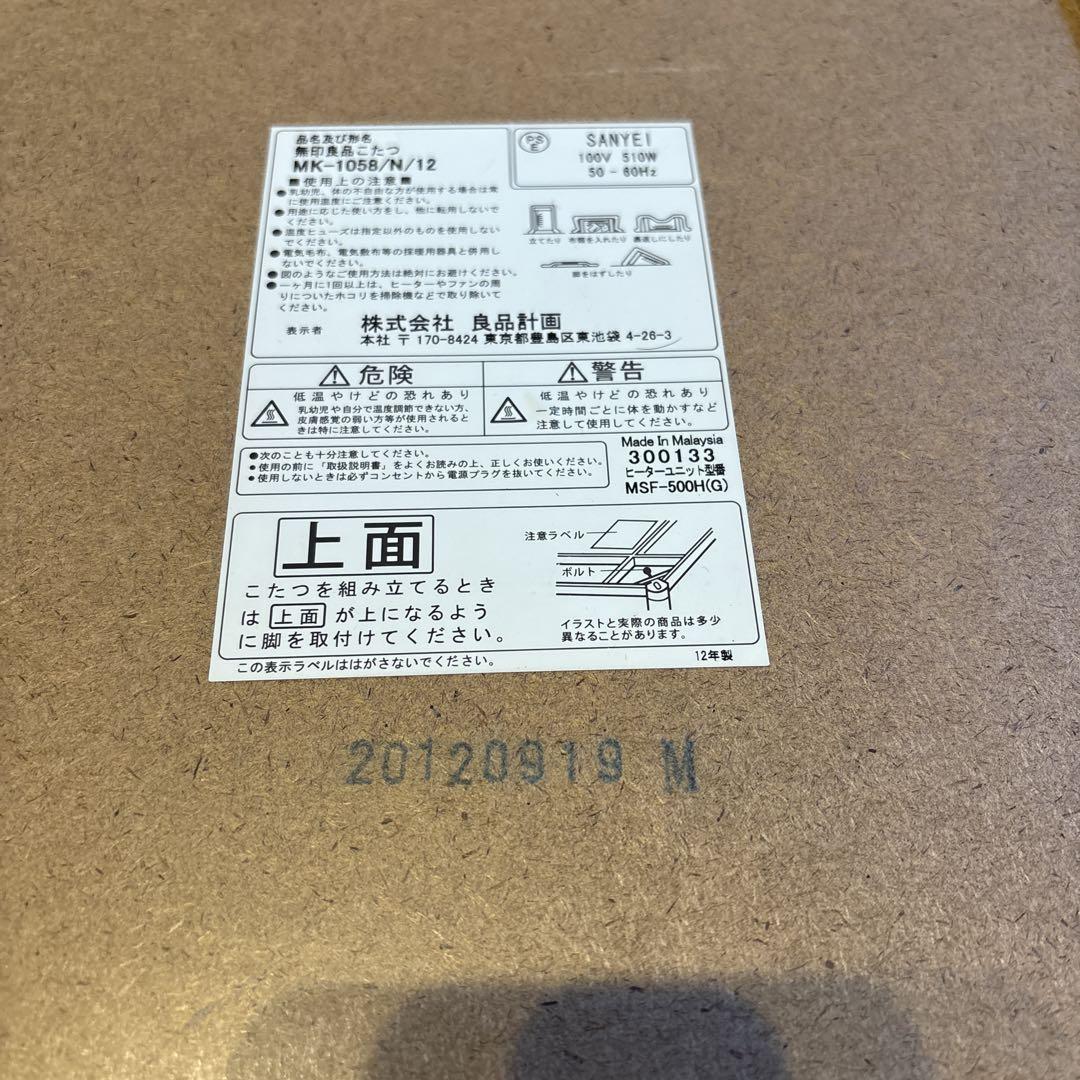 品名及び形名
無印良品こたつ
MK-1058/N/12
■使用上の注意■
●乳幼児、体の不自由な方が使用する場合は常
に使用温度にご注意ください。
●用途に応じた使い方をし、他に転用しないで
ください。
●温度ヒューズは指定以外のものを使用しない
でください。
●電気毛布、電気敷布等の採暖用器具と併用し
ないでください。
●図のようなご使用方法は絶対にお避けください。
●一ヶ月に1回以上は、ヒーターやファンの周
りについたホコリを掃除機などで取り除いて
ください。
PS
E
SANYEI
100V 510W
50-60Hz
立てたり
布団を入れたり
裏返しにしたり
脚をはずしたり
表示者 株式会社 良品計画
本社 〒170-8424 東京都豊島区東池袋 4-26-3
危険
低温やけどの恐れあり
乳幼児や自分で温度調節できない方、
皮膚感覚の弱い方等が使用されると
きは特に注意してください。
警告
低温やけどの恐れあり
一定時間ごとに体を動かすなど
注意して使用してください。
●次のことも十分注意してください。
●使用の前に「取扱説明書」をよくお読みの上、正しくお使いください。
●使用しないときは必ずコンセントから電源プラグを抜いてください。
Made In Malaysia
300133
ヒーターユニット型番
MSF-500H(G)
上面
こたつを組み立てるとき
は 上面 が上になるよう
に脚を取付けてください。
注意ラベル
ボルト
イラストと実際の商品は多少
異なることがあります。
この表示ラベルははがさないでください。
12年製
20120919 M